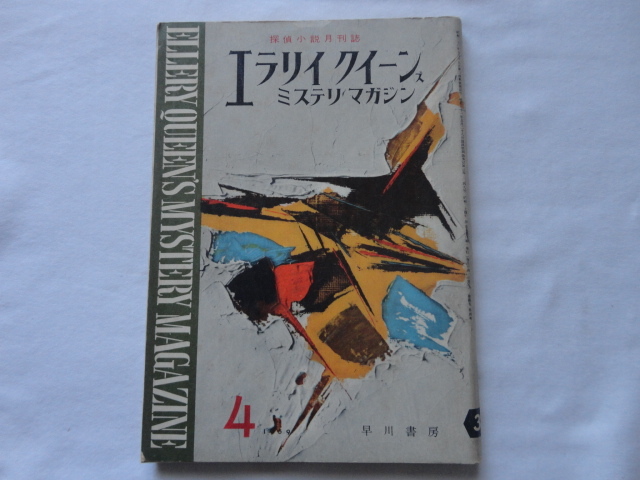 探偵小説月刊誌
エラリイクイーンズ
ミステリマガジン
ELLERY QUEEN'S MYSTERY MAGAZINE
4
早川書房
3